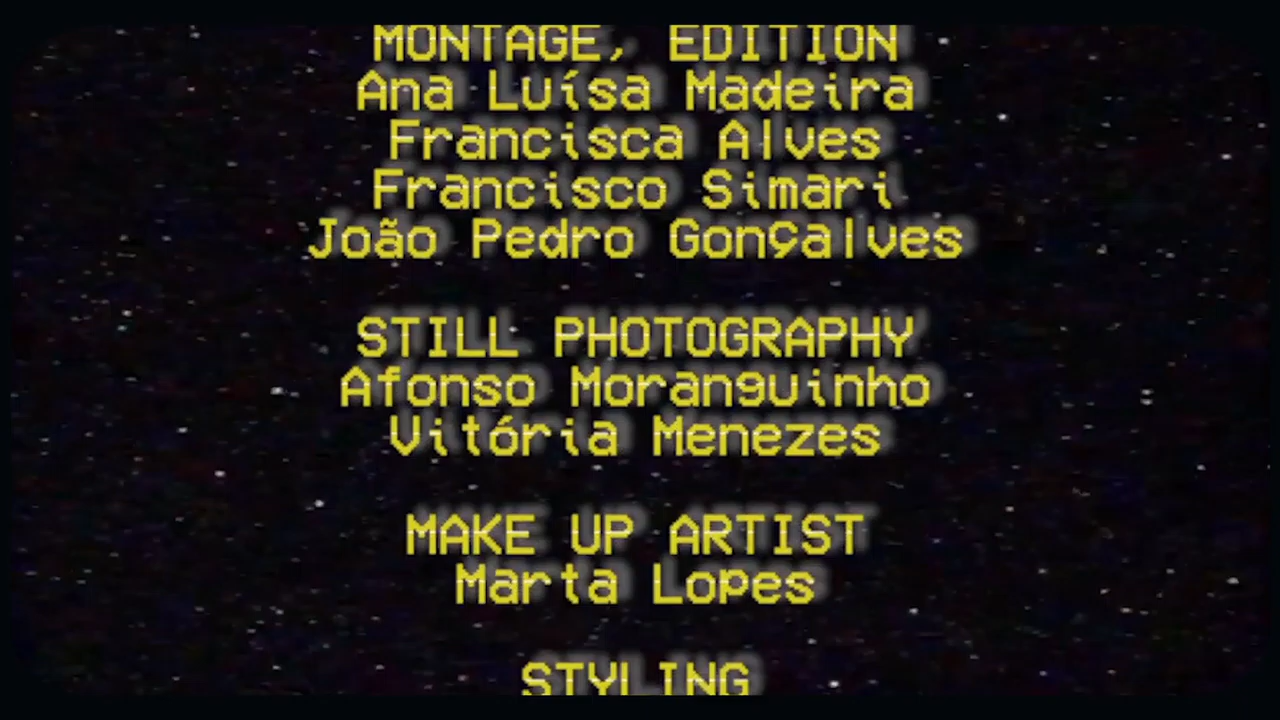 MONTAGE, EDITION
Ana Luísa Madeira
Francisca Alves
Francisco Simari
João Pedro Gonçalves
STILL PHOTOGRAPHY
Afonso Moranguinho
Vitória Menezes
MAKE UP ARTIST
Marta Lopes
STYLING